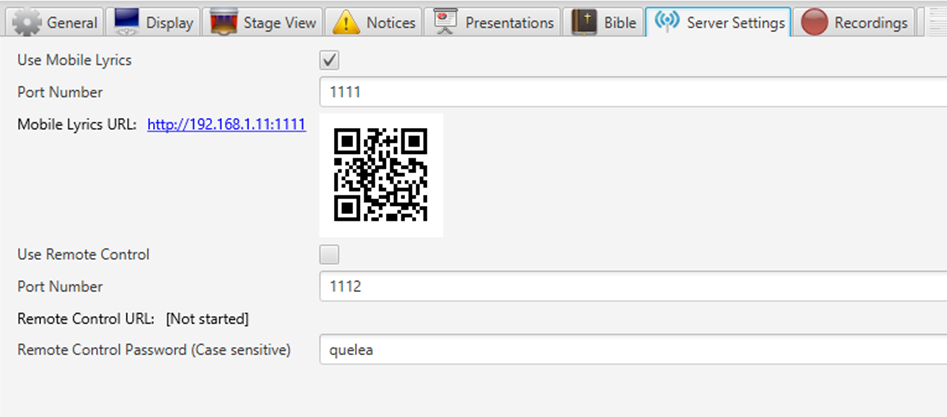 General Display Stage View Notices Presentations Bible Server Settings Recordings
Use Mobile Lyrics
Port Number 1111
Mobile Lyrics URL: http://192.168.1.11:1111
Use Remote Control
Port Number 1112
Remote Control URL: [Not started]
Remote Control Password (Case sensitive) quelea